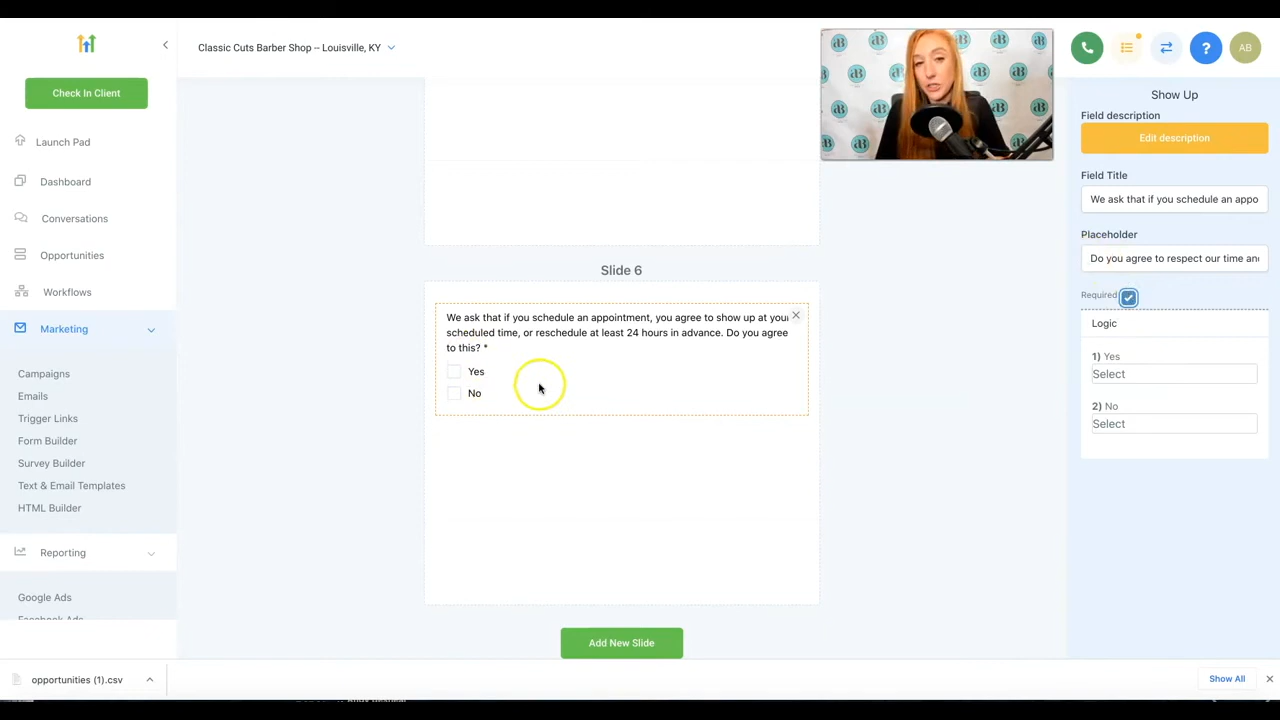 Classic Cuts Barber Shop -- Louisville, KY
AB
Check In Client
Launch Pad
Dashboard
Conversations
Opportunities
Workflows
Marketing
Campaigns
Emails
Trigger Links
Form Builder
Survey Builder
Text & Email Templates
HTML Builder
Reporting
Google Ads
Facebook Ads
Slide 6
We ask that if you schedule an appointment, you agree to show up at your
scheduled time, or reschedule at least 24 hours in advance. Do you agree
to this? *
Yes
No
Add New Slide
Show Up
Field description
Edit description
Field Title
We ask that if you schedule an appo
Placeholder
Do you agree to respect our time and
Required
Logic
1) Yes
Select
2) No
Select
opportunities (1).csv
Show All